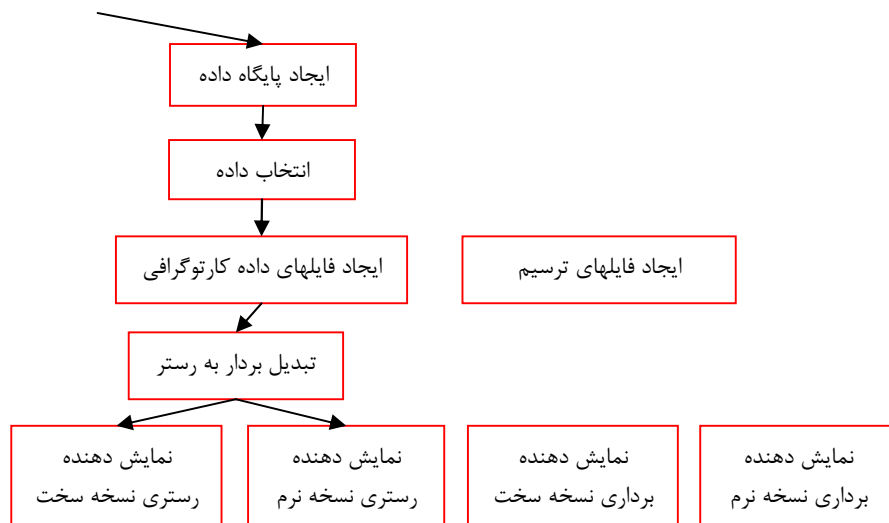 ایجاد پایگاه داده
انتخاب داده
ایجاد فایلهای داده کارتوگرافی
ایجاد فایلهای ترسیم
تبدیل بردار به رستر
نمایش دهنده
برداری نسخه نرم
نمایش دهنده
برداری نسخه سخت
نمایش دهنده
رستری نسخه نرم
نمایش دهنده
رستری نسخه سخت